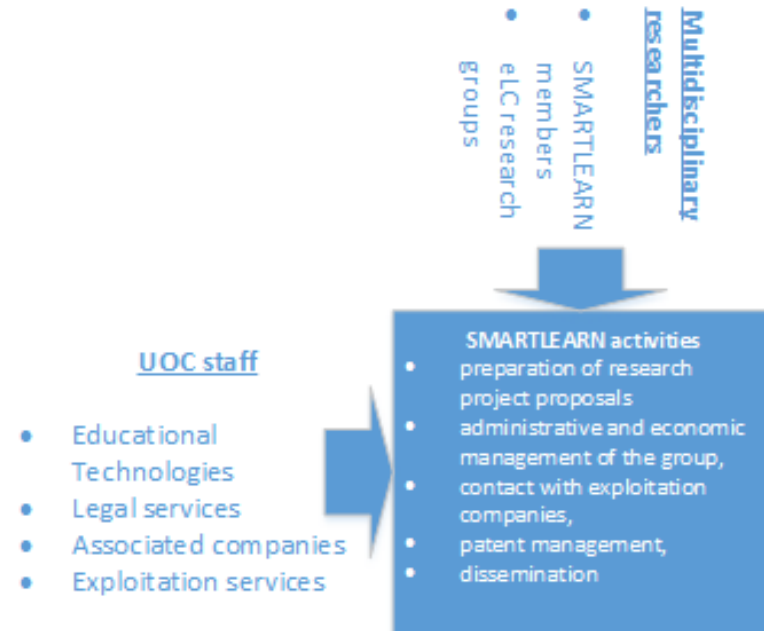 Multidisciplinary
researchers
• SMARTLEARN
members
• eLC research
groups
UOC staff
• Educational
Technologies
• Legal services
• Associated companies
• Exploitation services
SMARTLEARN activities
• preparation of research
project proposals
• administrative and economic
management of the group,
• contact with exploitation
companies,
• patent management,
• dissemination